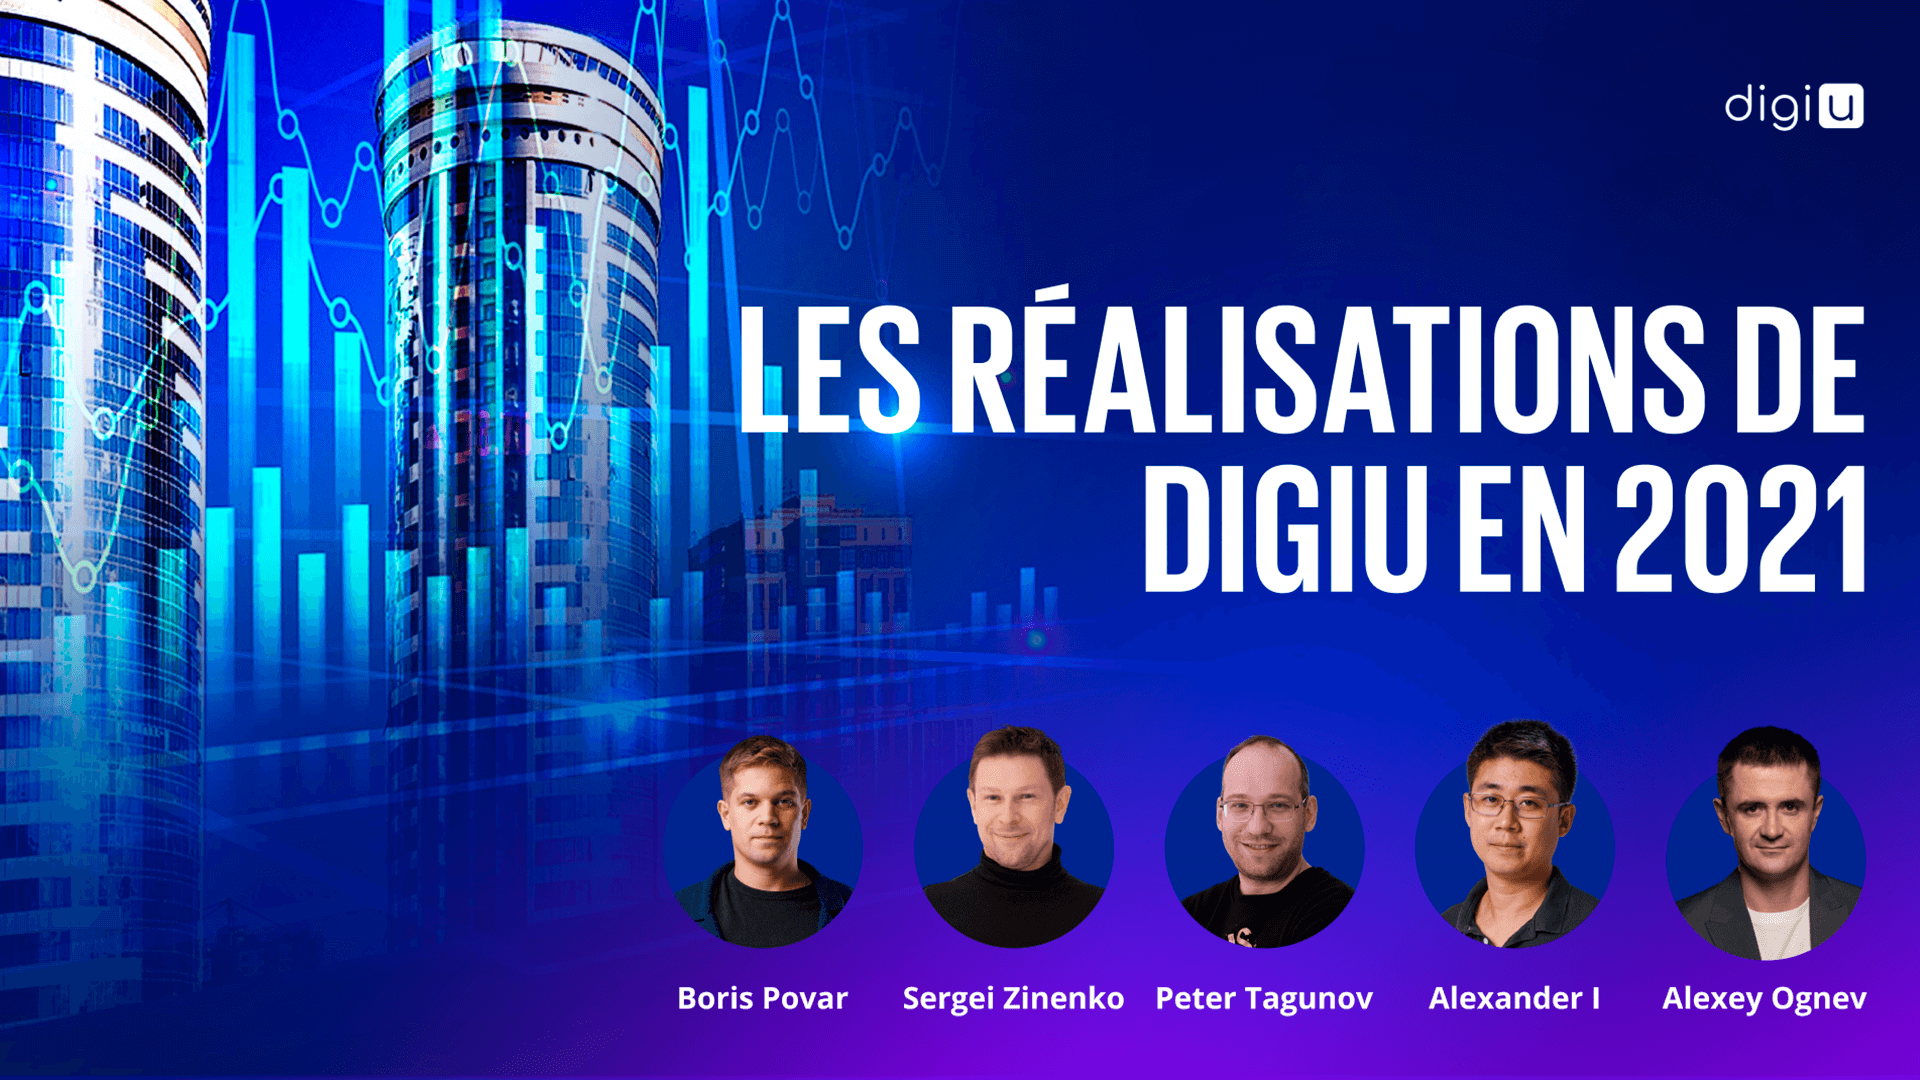 digiu
LES RÉALISATIONS DE
DIGIU EN 2021
Boris Povar
Sergei Zinenko
Peter Tagunov
Alexander I
Alexey Ognev